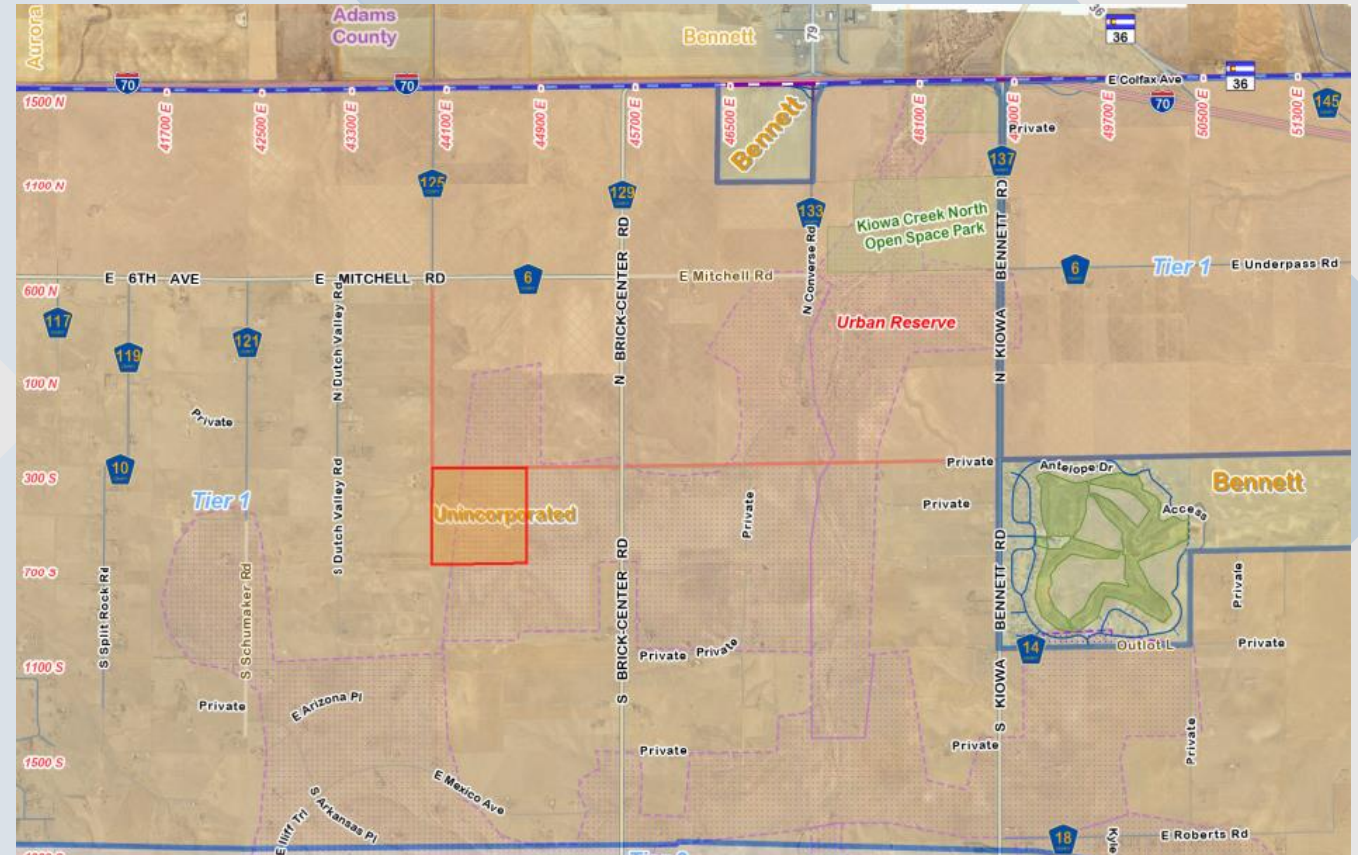 Aurora
Adams
County
Bennett
79
36
36
36
E Colfax Ave
70
70
70
145
1500 N
41700 E
42500 E
43300 E
44100 E
44900 E
45700 E
46500 E
Bennett
48100 E
49700 E
50500 E
51300 E
Private
1100 N
125
129
133
137
Kiowa Creek North
Open Space Park
E 6TH AVE
E MITCHELL RD
6
E Mitchell Rd
6
Tier 1
E Underpass Rd
600 N
117
119
121
N Dutch Valley Rd
N BRICK-CENTER RD
N Converse Rd
Urban Reserve
N KIOWA BENNETT RD
100 N
Private
10
300 S
Tier 1
S Dutch Valley Rd
Unincorporated
Private
Private
Private
Antelope Dr
Access
Bennett
700 S
S Split Rock Rd
S Schumaker Rd
S BRICK-CENTER RD
S KIOWA BENNETT RD
Private
14
Outlot L
Private
1100 S
Private
Private
Private
E Arizona Pl
Private
Private
Private
1500 S
E Mexico Ave
S Arkansas Pl
E Iliff Trl
18
Kyle
E Roberts Rd